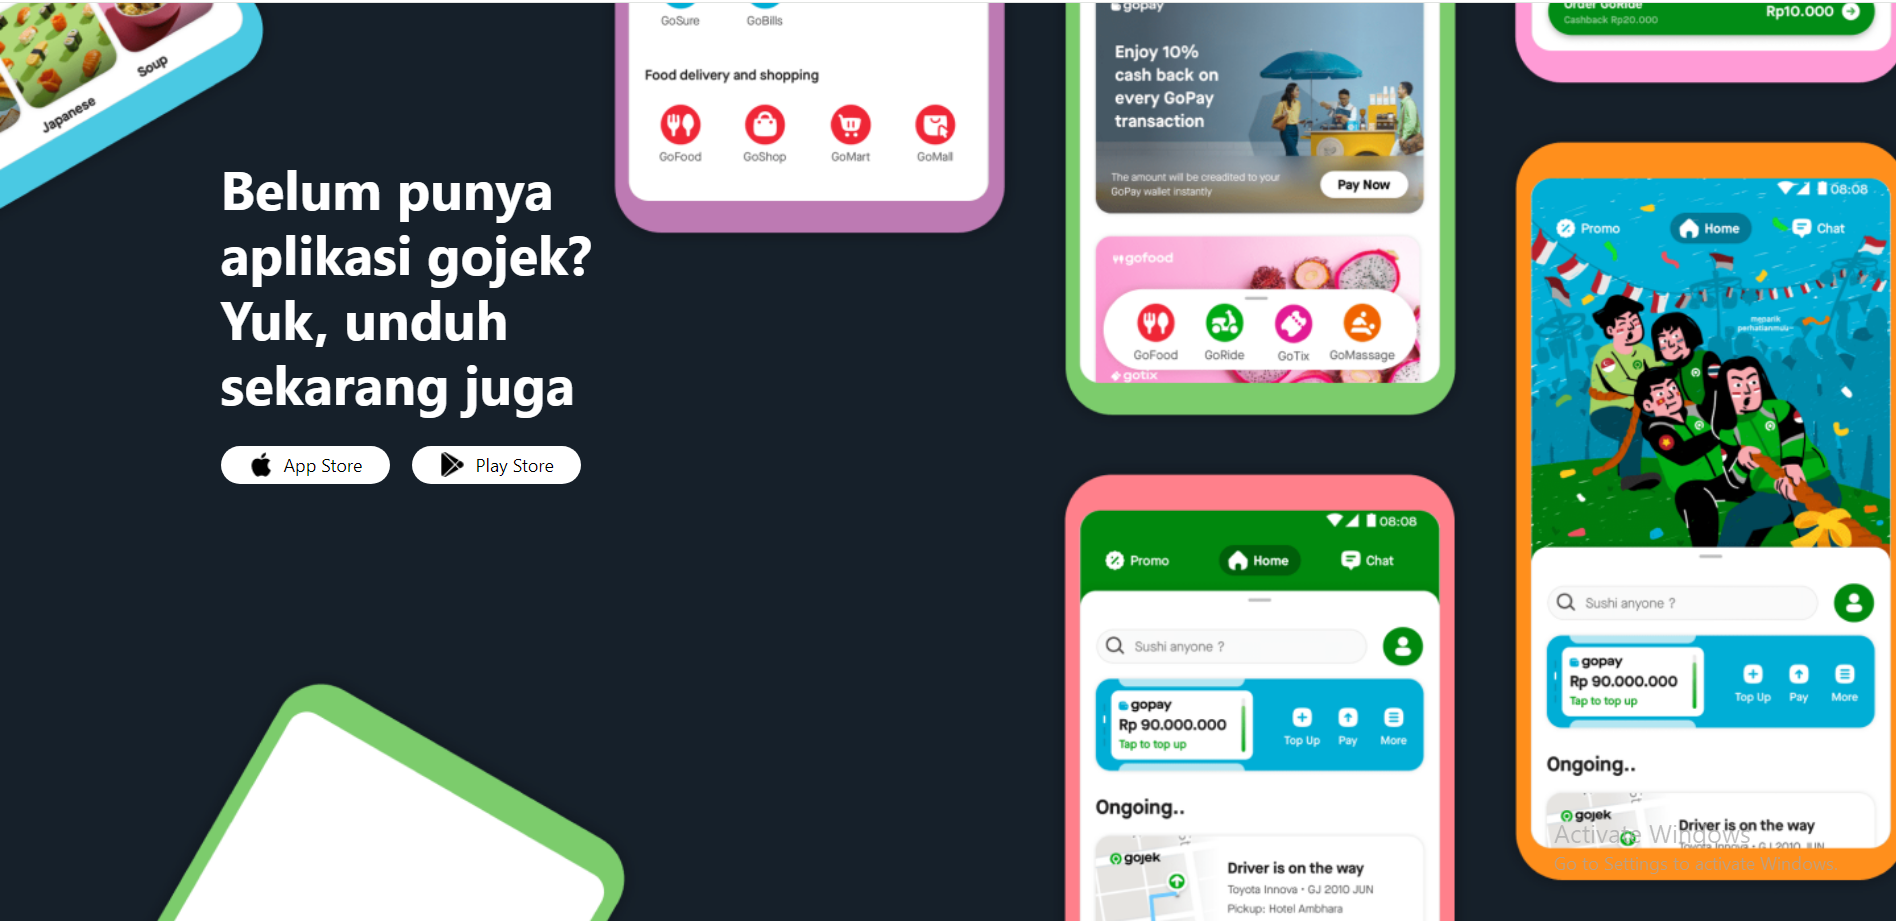 Japanese
Soup
Belum punya
aplikasi gojek?
Yuk, unduh
sekarang juga
App Store
Play Store
GoSure
GoBills
Food delivery and shopping
GoFood
GoShop
GoMart
GoMall
gopay
Enjoy 10%
cash back on
every GoPay
transaction
The amount will be creadited to your
GoPay wallet instantly
Pay Now
gofood
GoFood
GoRide
GoTix
GoMassage
gotix
08:08
Promo
Home
Chat
Sushi anyone ?
gopay
Rp 90.000.000
Tap to top up
Top Up
Pay
More
Ongoing..
gojek
Driver is on the way
Toyota Innova • GJ 2010 JUN
Pickup: Hotel Ambhara
Order GoRide
Cashback Rp20.000
Rp10.000
08:08
Promo
Home
Chat
menarik
perhatianmu~
Sushi anyone ?
gopay
Rp 90.000.000
Tap to top up
Top Up
Pay
More
Ongoing..
gojek
Driver is on the way
Toyota Innova • GJ 2010 JUN
Activate Windows
Go to Settings to activate Windows.